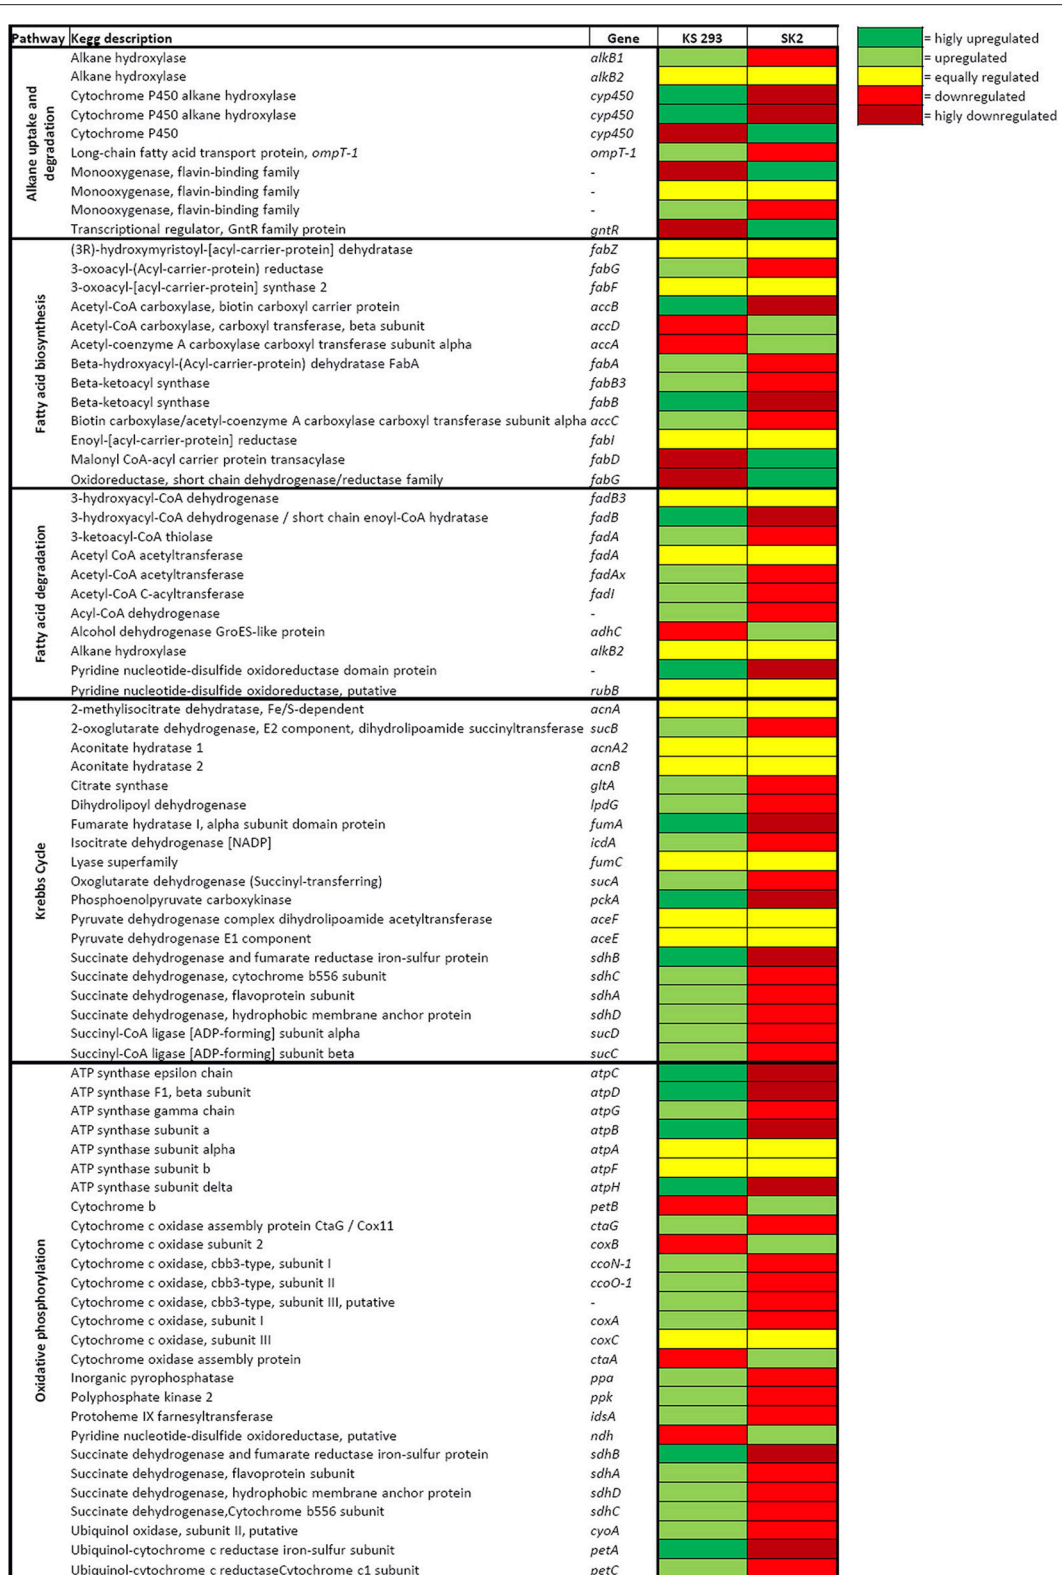 Pathway Kegg description Gene KS 293 SK2
= higly upregulated
= upregulated
= equally regulated
= downregulated
= higly downregulated
Alkane uptake and degradation
Alkane hydroxylase alkB1
Alkane hydroxylase alkB2
Cytochrome P450 alkane hydroxylase cyp450
Cytochrome P450 alkane hydroxylase cyp450
Cytochrome P450 cyp450
Long-chain fatty acid transport protein, ompT-1 ompT-1
Monooxygenase, flavin-binding family -
Monooxygenase, flavin-binding family -
Monooxygenase, flavin-binding family -
Transcriptional regulator, GntR family protein gntR
Fatty acid biosynthesis
(3R)-hydroxymyristoyl-[acyl-carrier-protein] dehydratase fabZ
3-oxoacyl-(Acyl-carrier-protein) reductase fabG
3-oxoacyl-[acyl-carrier-protein] synthase 2 fabF
Acetyl-CoA carboxylase, biotin carboxyl carrier protein accB
Acetyl-CoA carboxylase, carboxyl transferase, beta subunit accD
Acetyl-coenzyme A carboxylase carboxyl transferase subunit alpha accA
Beta-hydroxyacyl-(Acyl-carrier-protein) dehydratase FabA fabA
Beta-ketoacyl synthase fabB3
Beta-ketoacyl synthase fabB
Biotin carboxylase/acetyl-coenzyme A carboxylase carboxyl transferase subunit alpha accC
Enoyl-[acyl-carrier-protein] reductase fabI
Malonyl CoA-acyl carrier protein transacylase fabD
Oxidoreductase, short chain dehydrogenase/reductase family fabG
Fatty acid degradation
3-hydroxyacyl-CoA dehydrogenase fadB3
3-hydroxyacyl-CoA dehydrogenase / short chain enoyl-CoA hydratase fadB
3-ketoacyl-CoA thiolase fadA
Acetyl CoA acetyltransferase fadA
Acetyl-CoA acetyltransferase fadAx
Acetyl-CoA C-acyltransferase fadI
Acyl-CoA dehydrogenase -
Alcohol dehydrogenase GroES-like protein adhC
Alkane hydroxylase alkB2
Pyridine nucleotide-disulfide oxidoreductase domain protein -
Pyridine nucleotide-disulfide oxidoreductase, putative rubB
Krebbs Cycle
2-methylisocitrate dehydratase, Fe/S-dependent acnA
2-oxoglutarate dehydrogenase, E2 component, dihydrolipoamide succinyltransferase sucB
Aconitate hydratase 1 acnA2
Aconitate hydratase 2 acnB
Citrate synthase gltA
Dihydrolipoyl dehydrogenase lpdG
Fumarate hydratase I, alpha subunit domain protein fumA
Isocitrate dehydrogenase [NADP] icdA
Lyase superfamily fumC
Oxoglutarate dehydrogenase (Succinyl-transferring) sucA
Phosphoenolpyruvate carboxykinase pckA
Pyruvate dehydrogenase complex dihydrolipoamide acetyltransferase aceF
Pyruvate dehydrogenase E1 component aceE
Succinate dehydrogenase and fumarate reductase iron-sulfur protein sdhB
Succinate dehydrogenase, cytochrome b556 subunit sdhC
Succinate dehydrogenase, flavoprotein subunit sdhA
Succinate dehydrogenase, hydrophobic membrane anchor protein sdhD
Succinyl-CoA ligase [ADP-forming] subunit alpha sucD
Succinyl-CoA ligase [ADP-forming] subunit beta sucC
Oxidative phosphorylation
ATP synthase epsilon chain atpC
ATP synthase F1, beta subunit atpD
ATP synthase gamma chain atpG
ATP synthase subunit a atpB
ATP synthase subunit alpha atpA
ATP synthase subunit b atpF
ATP synthase subunit delta atpH
Cytochrome b petB
Cytochrome c oxidase assembly protein CtaG / Cox11 ctaG
Cytochrome c oxidase subunit 2 coxB
Cytochrome c oxidase, cbb3-type, subunit I ccoN-1
Cytochrome c oxidase, cbb3-type, subunit II ccoO-1
Cytochrome c oxidase, cbb3-type, subunit III, putative -
Cytochrome c oxidase, subunit I coxA
Cytochrome c oxidase, subunit III coxC
Cytochrome oxidase assembly protein ctaA
Inorganic pyrophosphatase ppa
Polyphosphate kinase 2 ppk
Protoheme IX farnesyltransferase idsA
Pyridine nucleotide-disulfide oxidoreductase, putative ndh
Succinate dehydrogenase and fumarate reductase iron-sulfur protein sdhB
Succinate dehydrogenase, flavoprotein subunit sdhA
Succinate dehydrogenase, hydrophobic membrane anchor protein sdhD
Succinate dehydrogenase,Cytochrome b556 subunit sdhC
Ubiquinol oxidase, subunit II, putative cyoA
Ubiquinol-cytochrome c reductase iron-sulfur subunit petA
Ubiquinol-cytochrome c reductaseCytochrome c1 subunit petC